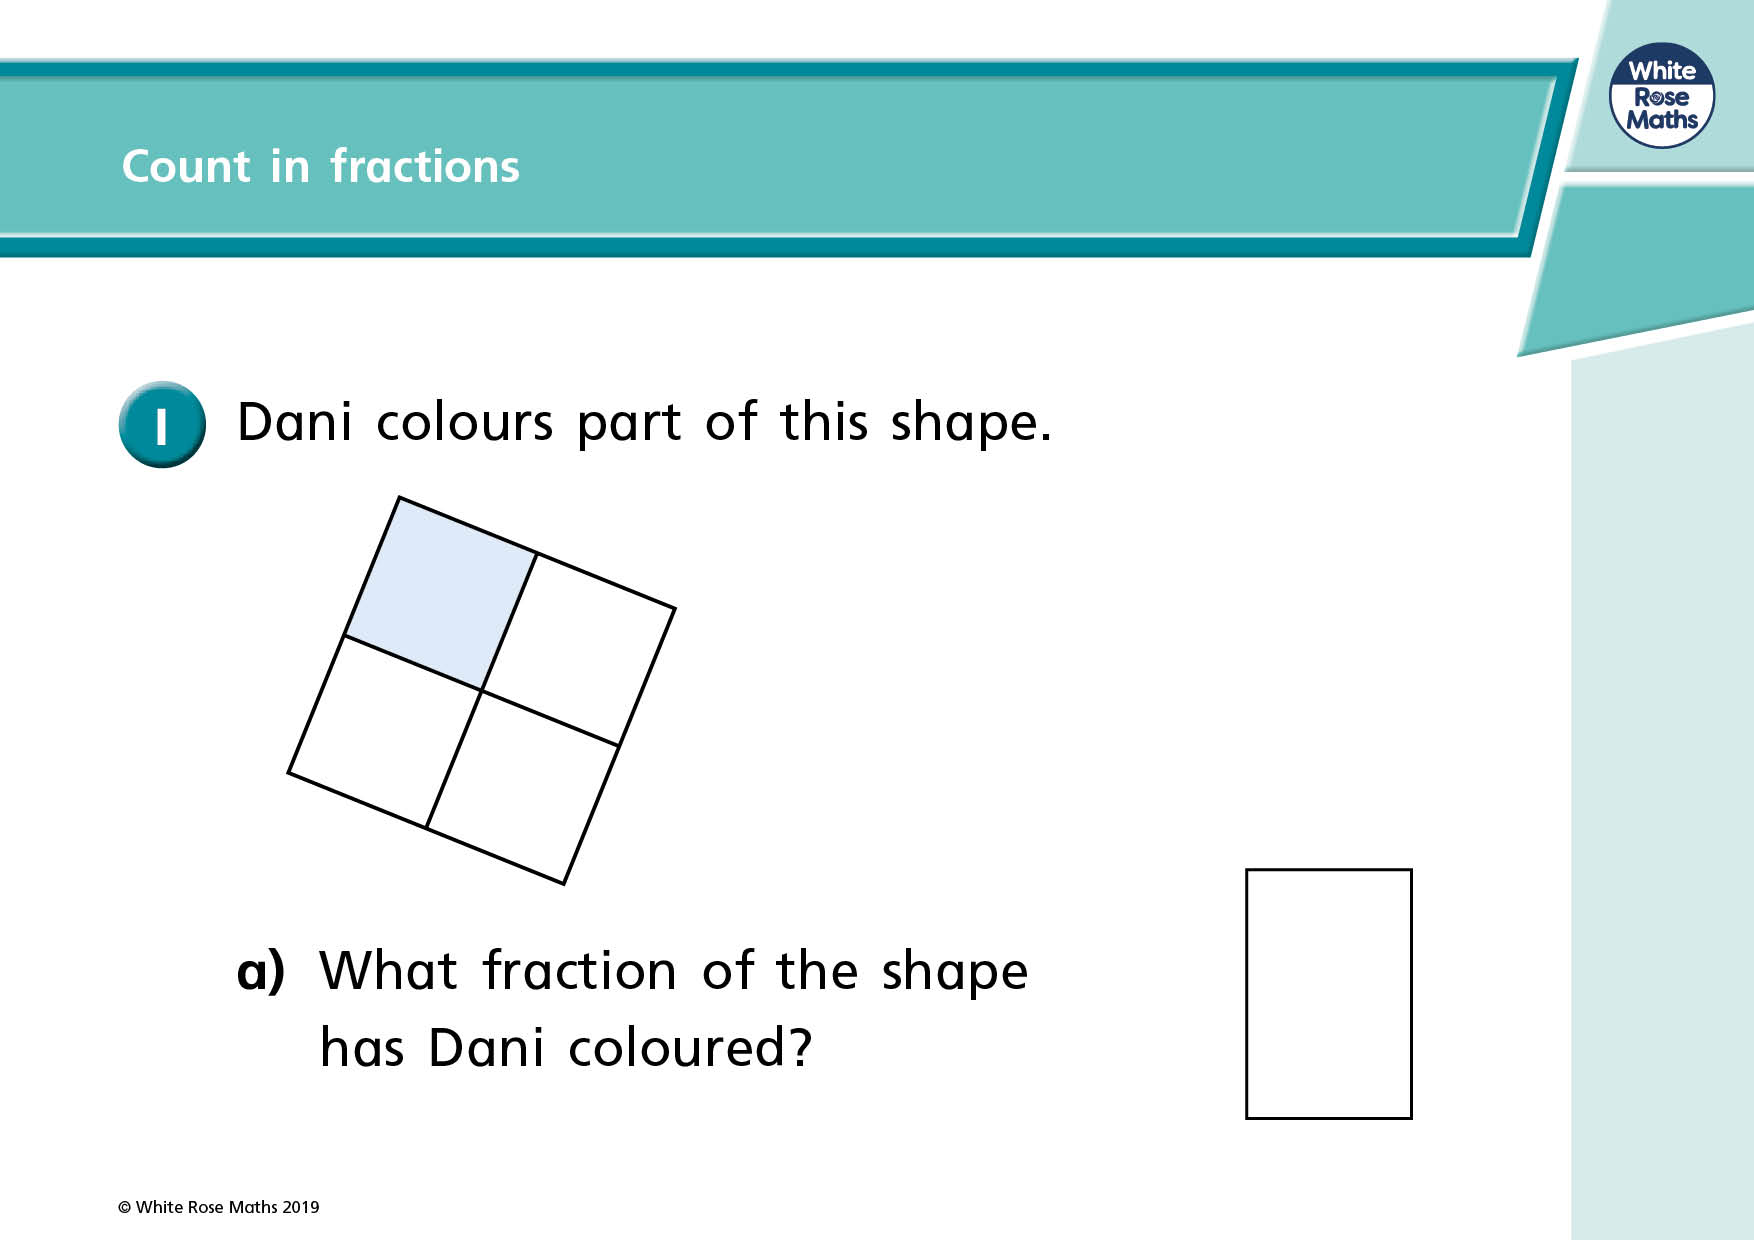 White
Rose
Maths
Count in fractions
1 Dani colours part of this shape.
a) What fraction of the shape
has Dani coloured?
© White Rose Maths 2019